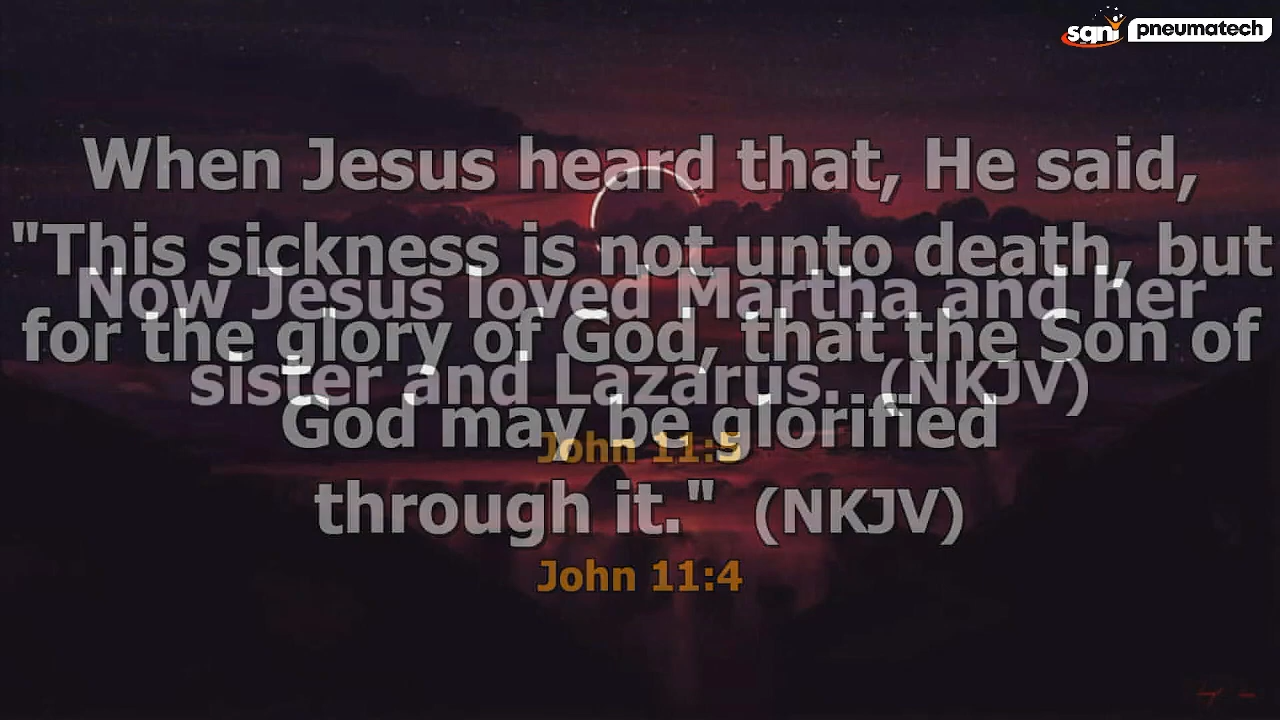 sqni pneumatech
When Jesus heard that, He said,
"This sickness is not unto death, but
for the glory of God, that the Son of
God may be glorified
through it." (NKJV)
John 11:4
Now Jesus loved Martha and her
sister and Lazarus. (NKJV)
John 11:5